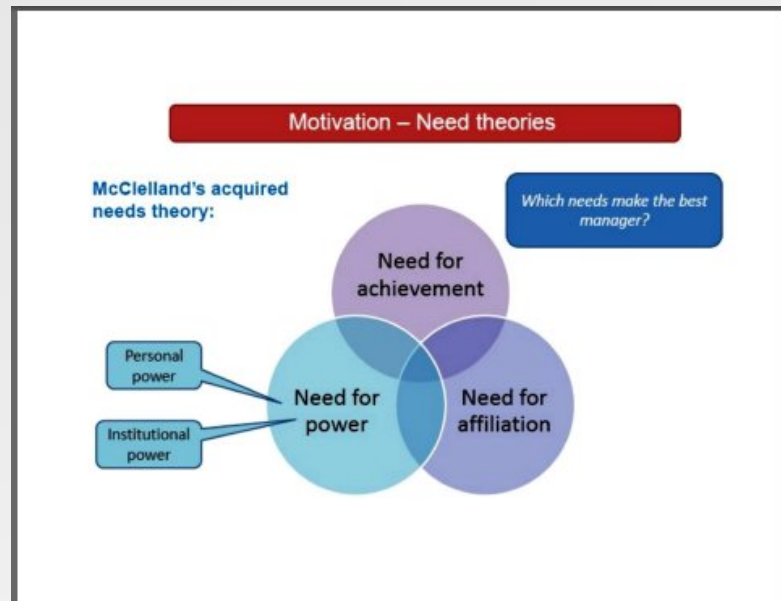 Motivation – Need theories
McClelland's acquired
needs theory:
Which needs make the best
manager?
Need for
achievement
Personal
power
Need for
power
Need for
affiliation
Institutional
power